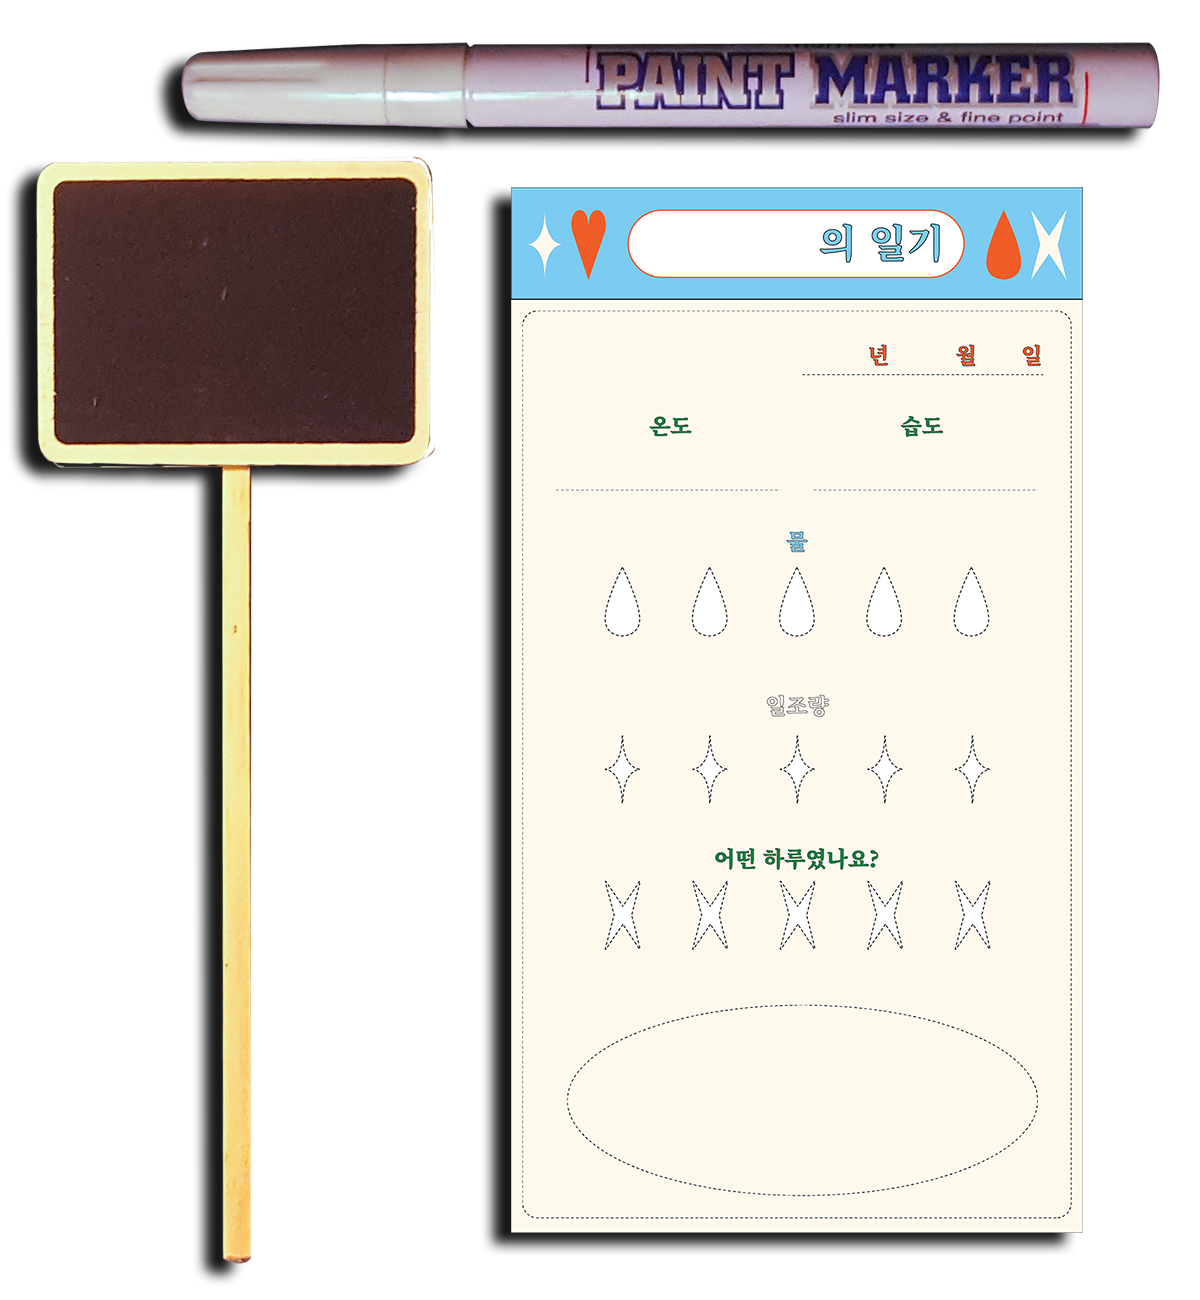 PAINT MARKER
slim size & fine point
의 일기
년 월 일
온도 습도
물
일조량
어떤 하루였나요?